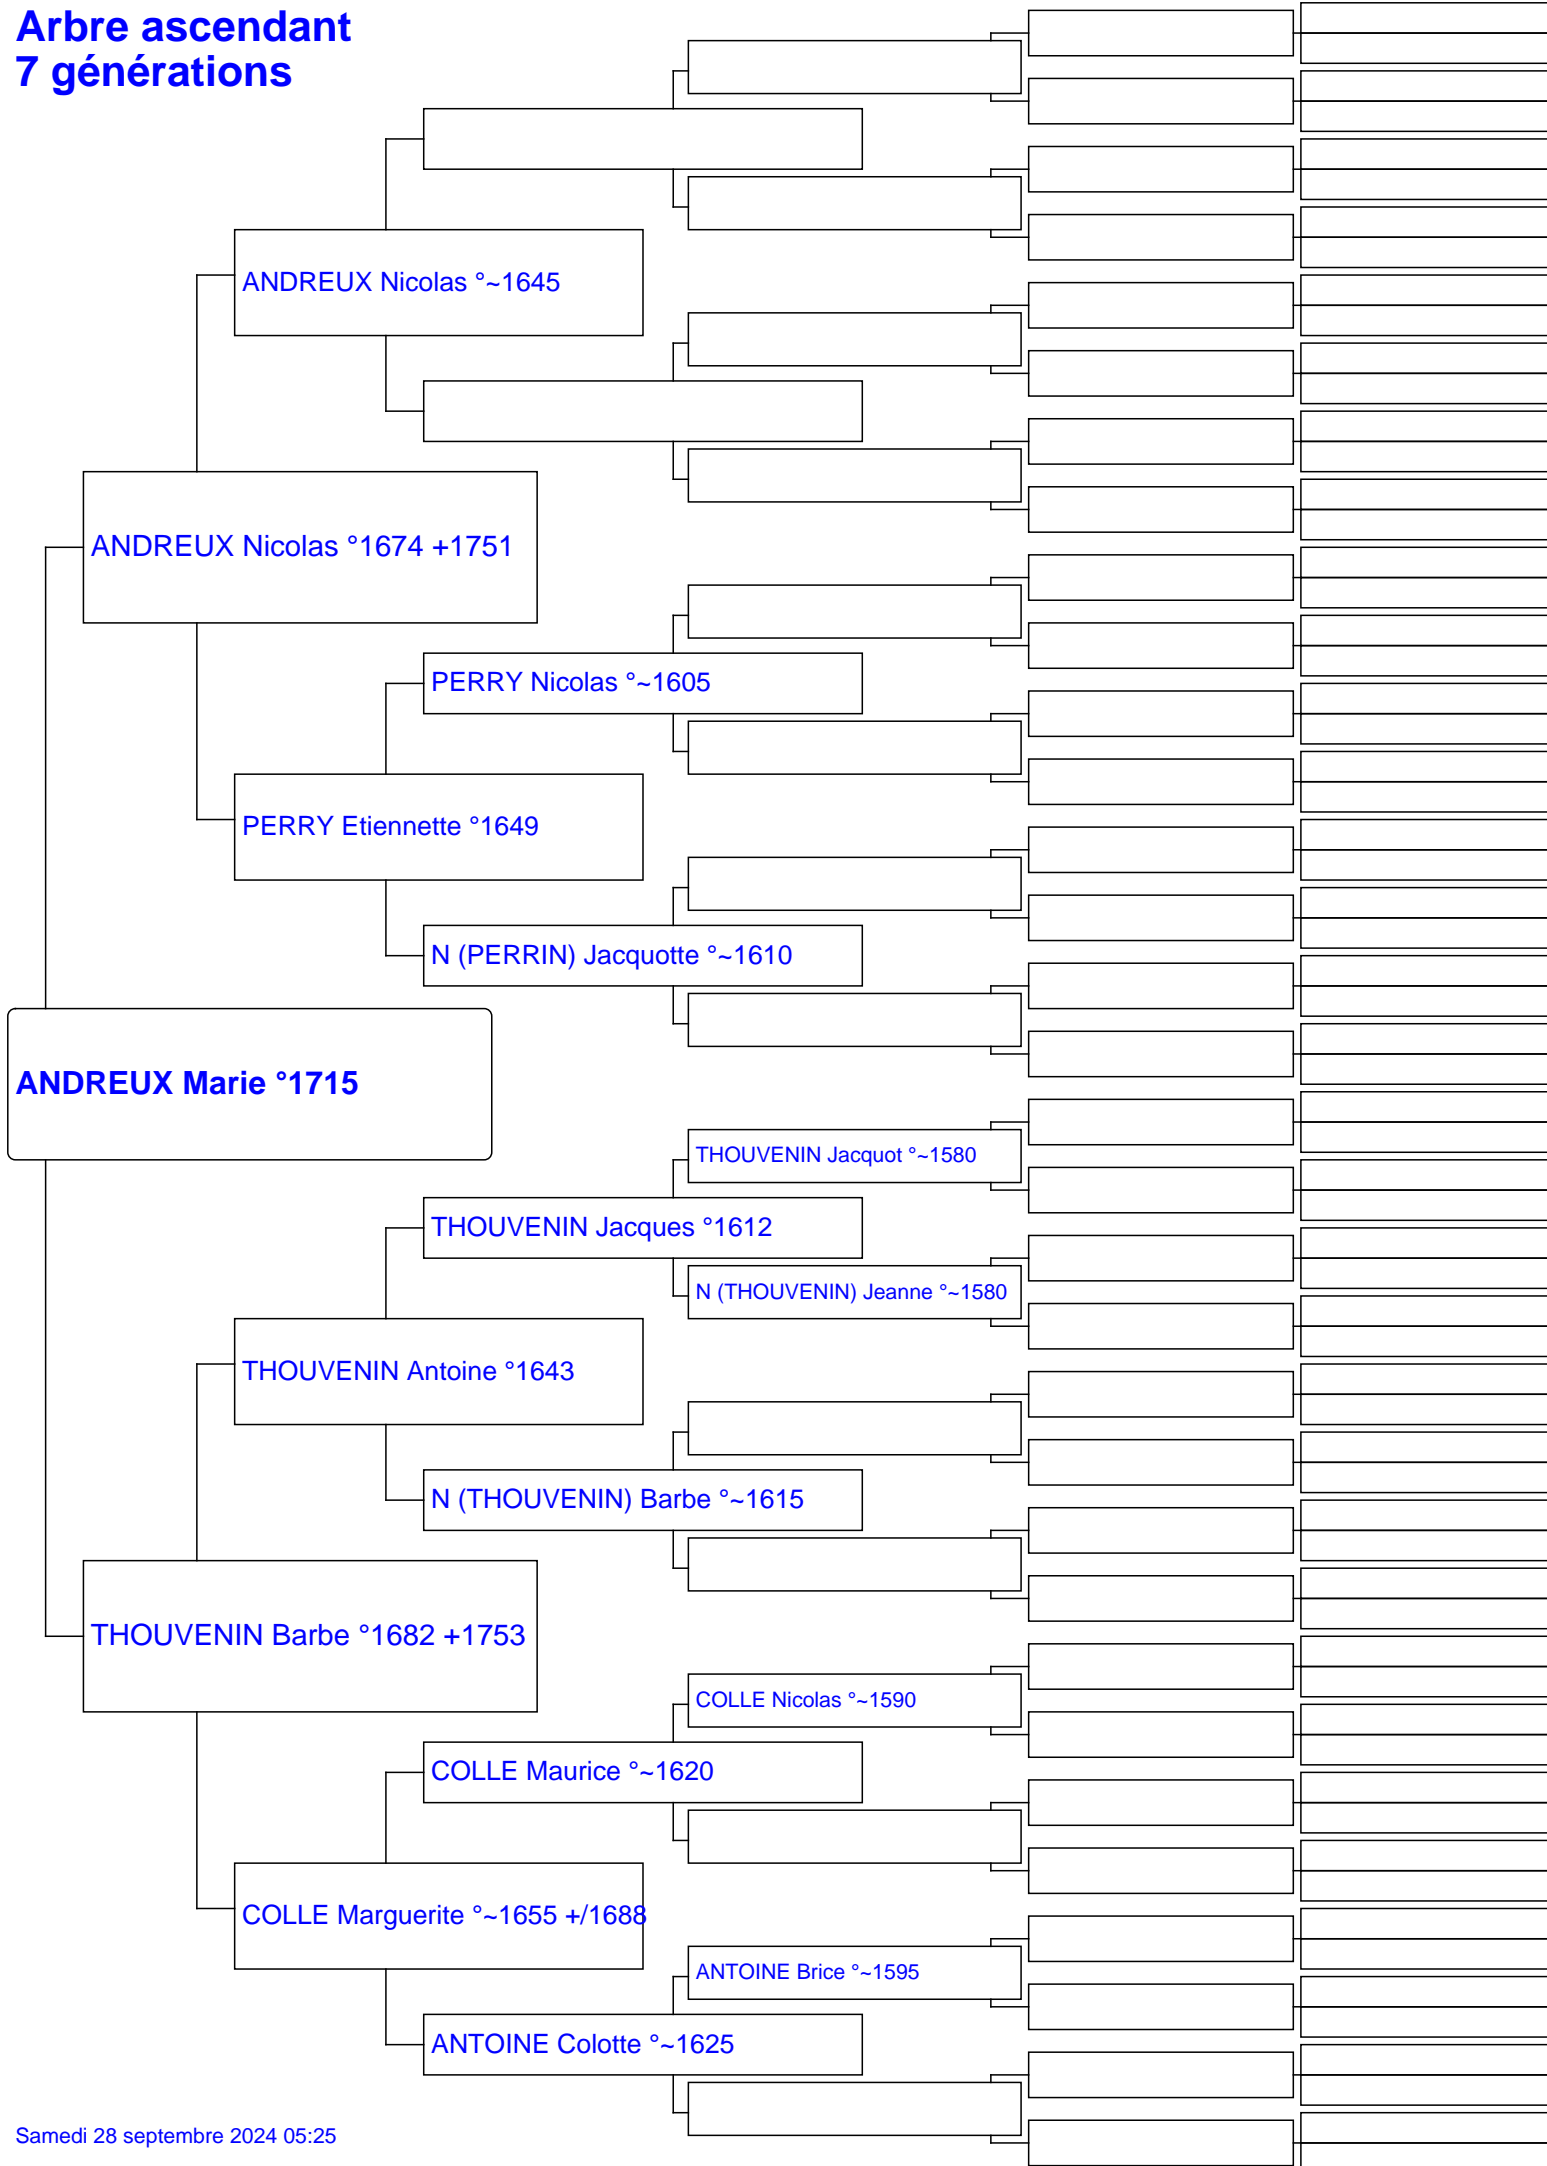 Arbre ascendant
7 générations
ANDREUX Nicolas °~1645
ANDREUX Nicolas °1674 +1751
PERRY Nicolas °~1605
PERRY Etiennette °1649
N (PERRIN) Jacquotte °~1610
ANDREUX Marie °1715
THOUVENIN Jacquot °~1580
THOUVENIN Jacques °1612
N (THOUVENIN) Jeanne °~1580
THOUVENIN Antoine °1643
N (THOUVENIN) Barbe °~1615
THOUVENIN Barbe °1682 +1753
COLLE Nicolas °~1590
COLLE Maurice °~1620
COLLE Marguerite °~1655 +/1688
ANTOINE Brice °~1595
ANTOINE Colotte °~1625
Samedi 28 septembre 2024 05:25